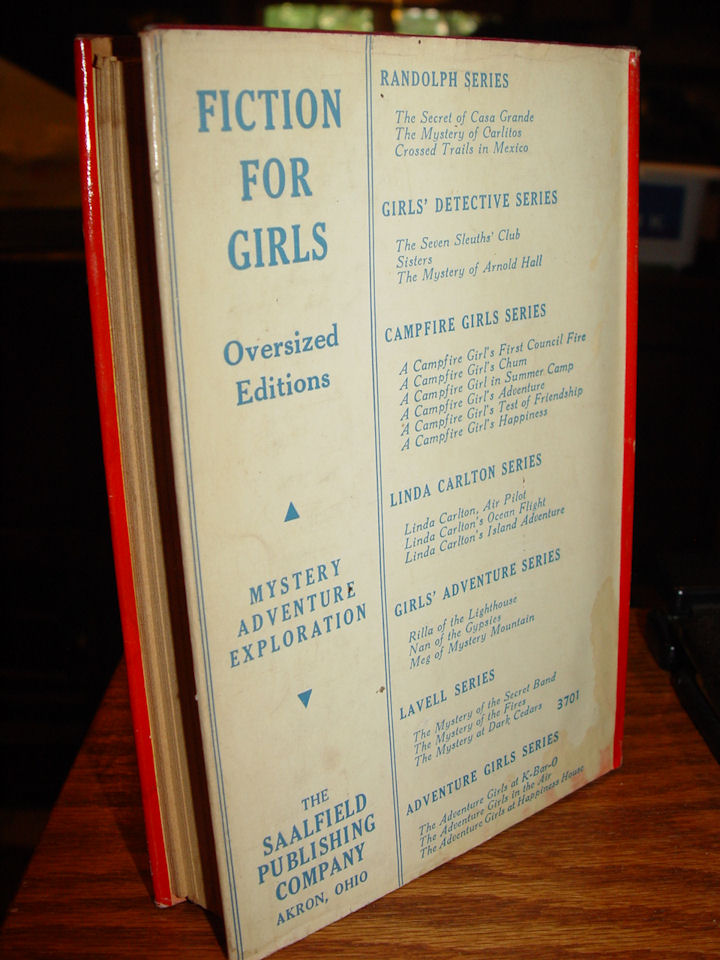 FICTION
FOR
GIRLS
Oversized
Editions
▲
MYSTERY
ADVENTURE
EXPLORATION
▼
THE
SAALFIELD
PUBLISHING
COMPANY
AKRON, OHIO
RANDOLPH SERIES
The Secret of Casa Grande
The Mystery of Carlitos
Crossed Trails in Mexico
GIRLS' DETECTIVE SERIES
The Seven Sleuths' Club
Sisters
The Mystery of Arnold Hall
CAMPFIRE GIRLS SERIES
A Campfire Girl's First Council Fire
A Campfire Girl's Chum
A Campfire Girl in Summer Camp
A Campfire Girl's Adventure
A Campfire Girl's Test of Friendship
A Campfire Girl's Happiness
LINDA CARLTON SERIES
Linda Carlton, Air Pilot
Linda Carlton's Ocean Flight
Linda Carlton's Island Adventure
GIRLS' ADVENTURE SERIES
Rilla of the Lighthouse
Nan of the Gypsies
Meg of Mystery Mountain
LAVELL SERIES
The Mystery of the Secret Band
The Mystery of the Fires
The Mystery at Dark Cedars
3701
ADVENTURE GIRLS SERIES
The Adventure Girls at K-Bar-O
The Adventure Girls in the Air
The Adventure Girls at Happiness House